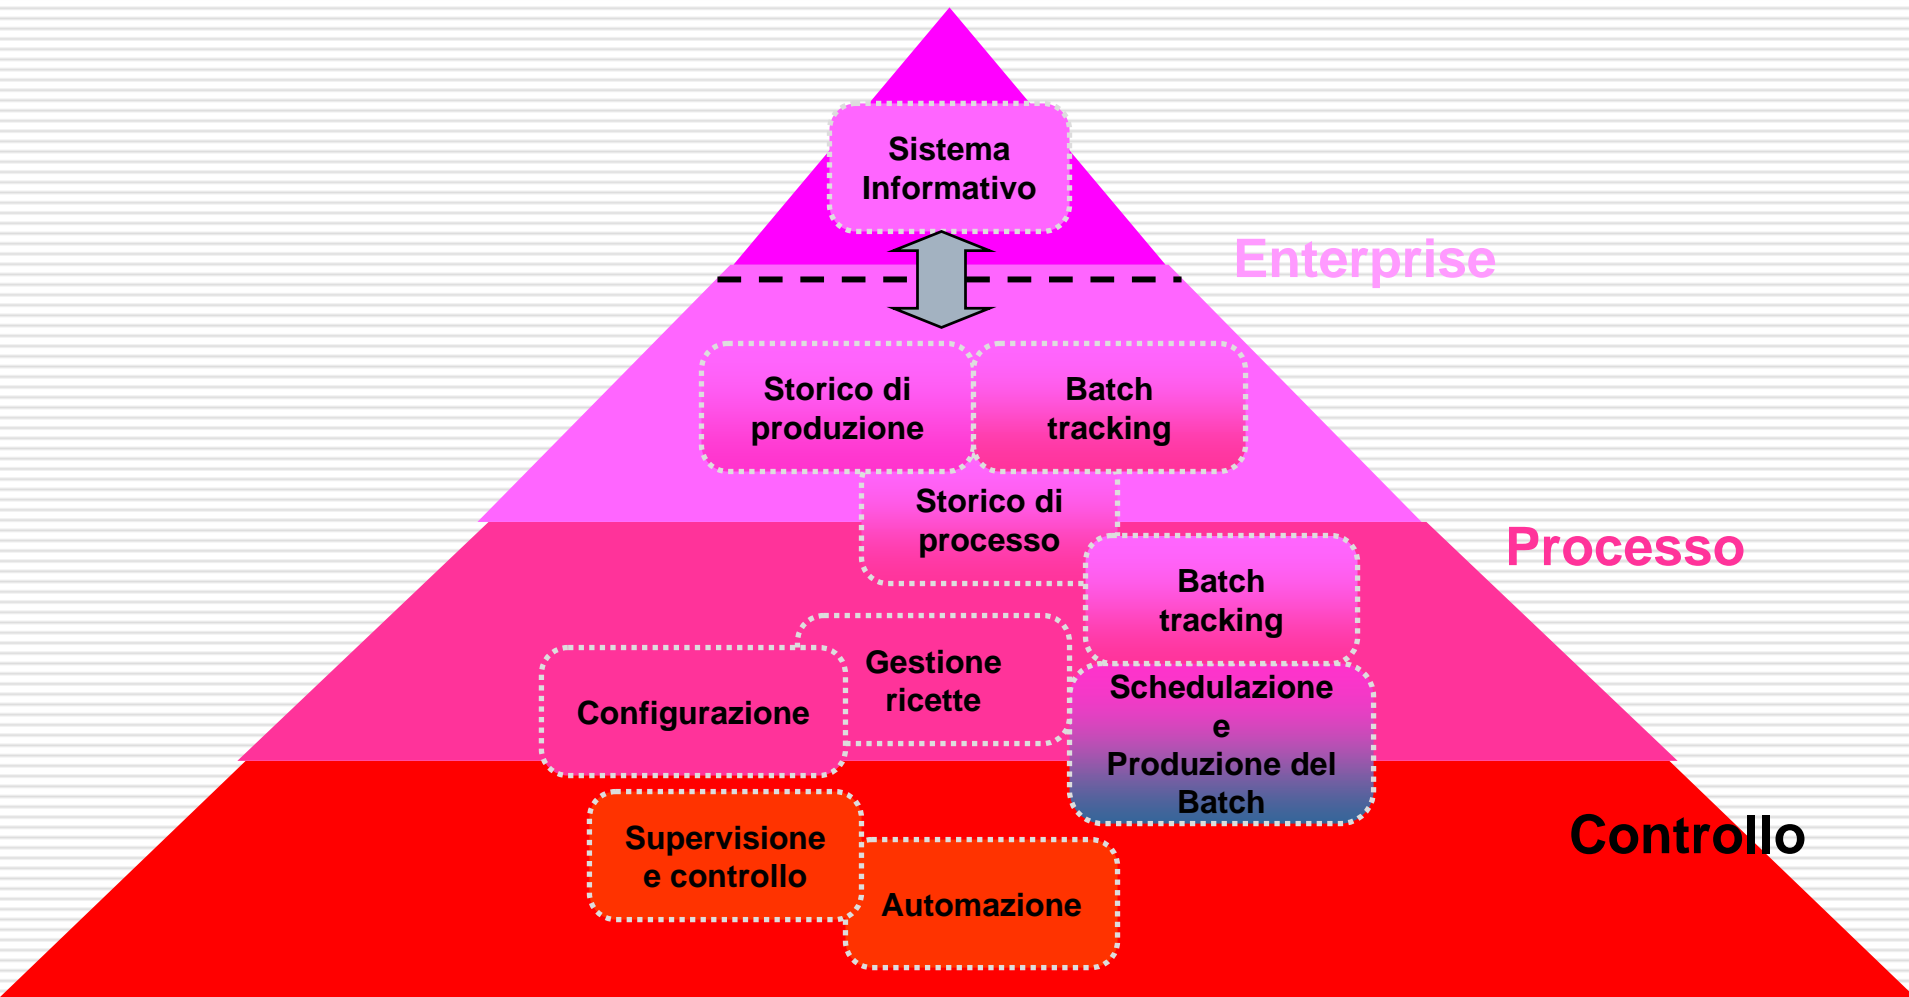 Sistema
Informativo
Enterprise
Storico di
produzione
Batch
tracking
Storico di
processo
Processo
Batch
tracking
Gestione
ricette
Configurazione
Schedulazione
e
Produzione del
Batch
Supervisione
e controllo
Controllo
Automazione